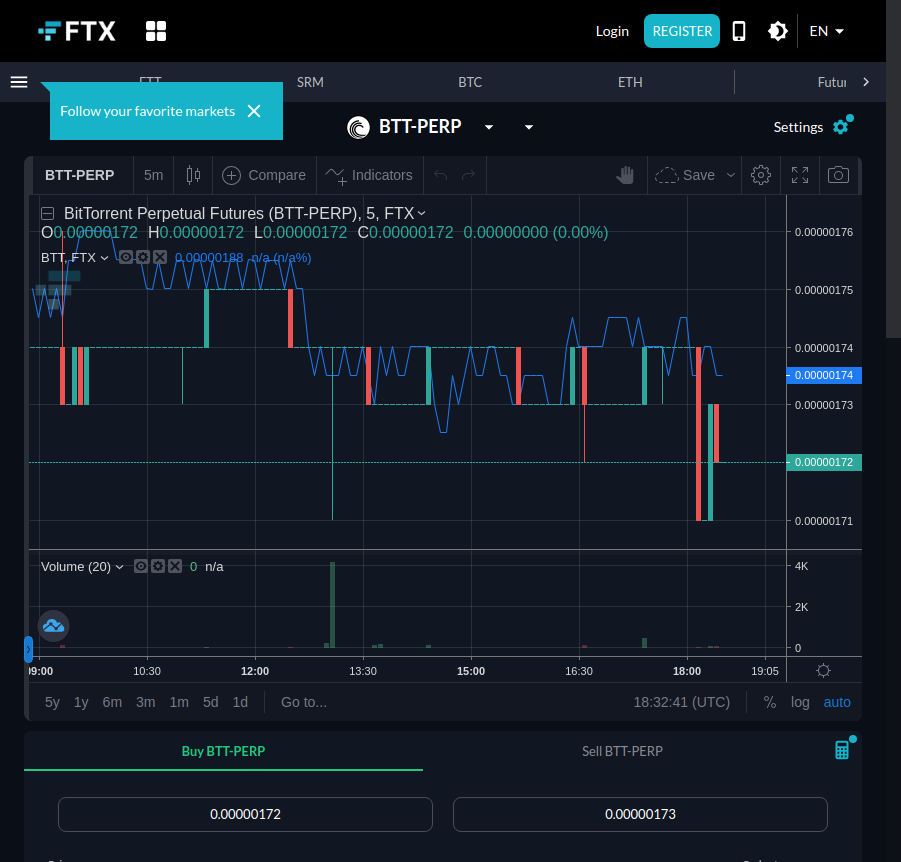 FTX
Login
REGISTER
EN
FTT
SRM
BTC
ETH
Futur
Follow your favorite markets
BTT-PERP
Settings
BTT-PERP
5m
Compare
Indicators
Save
BitTorrent Perpetual Futures (BTT-PERP), 5, FTX
O0.00000172 H0.00000172 L0.00000172 C0.00000172 0.00000000 (0.00%)
BTT, FTX 0.00000188 n/a (n/a%)
0.00000176
0.00000175
0.00000174
0.00000174
0.00000173
0.00000172
0.00000171
Volume (20) 0 n/a
4K
2K
0
09:00
10:30
12:00
13:30
15:00
16:30
18:00
19:05
5y
1y
6m
3m
1m
5d
1d
Go to...
18:32:41 (UTC)
%
log
auto
Buy BTT-PERP
Sell BTT-PERP
0.00000172
0.00000173